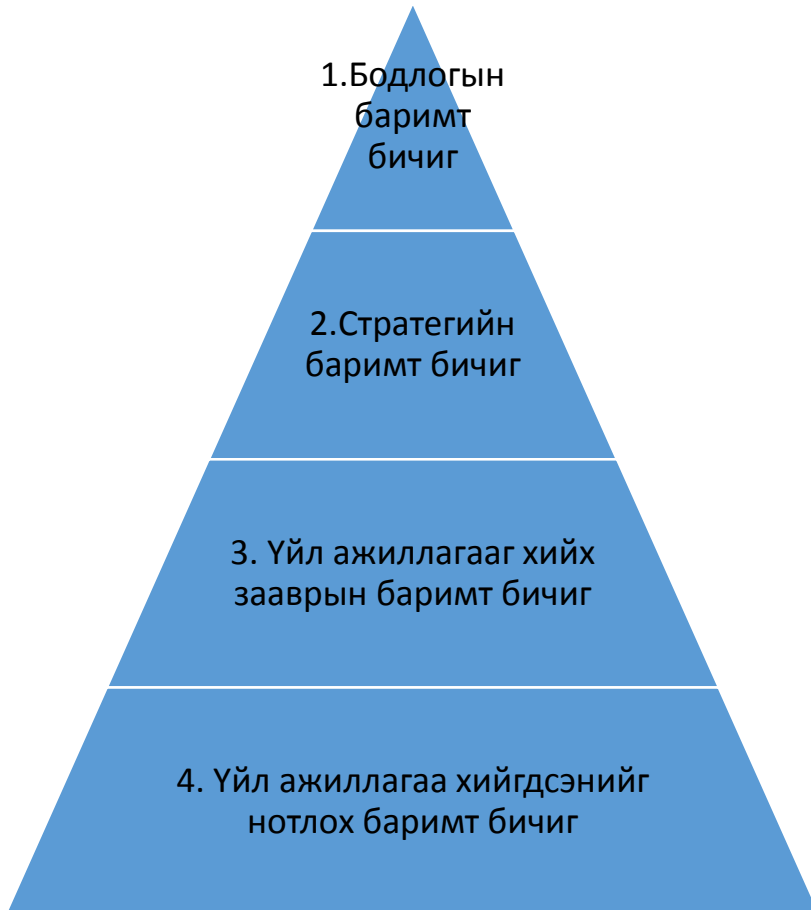 1.Бодлогын
баримт
бичиг
2.Стратегийн
баримт бичиг
3. Үйл ажиллагааг хийх
зааврын баримт бичиг
4. Үйл ажиллагаа хийгдсэнийг
нотлох баримт бичиг